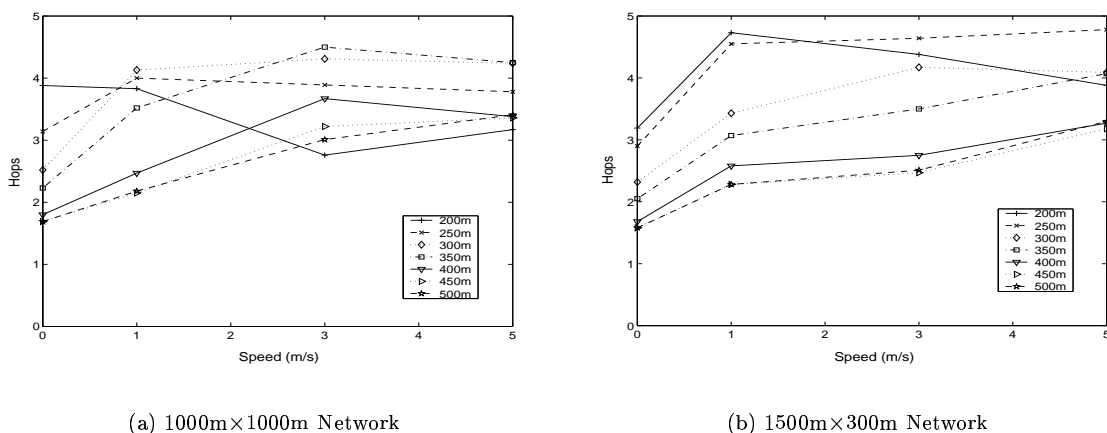 5
4
3
2
1
0
Hops
0 1 2 3 4 5
Speed (m/s)
200m
250m
300m
350m
400m
450m
500m
(a) 1000m×1000m Network
5
4
3
2
1
0
Hops
0 1 2 3 4 5
Speed (m/s)
200m
250m
300m
350m
400m
450m
500m
(b) 1500m×300m Network